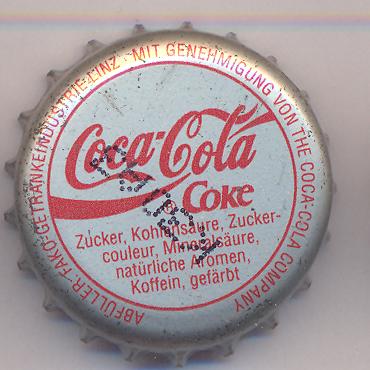 ABFÜLLER: FAKO-GETRÄNKEINDUSTRIE-LINZ · MIT GENEHMIGUNG VON THE COCA-COLA COMPANY
Coca-Cola
®
Coke
Zucker, Kohlensäure, Zucker-
couleur, Mineralsäure,
natürliche Aromen,
Koffein, gefärbt